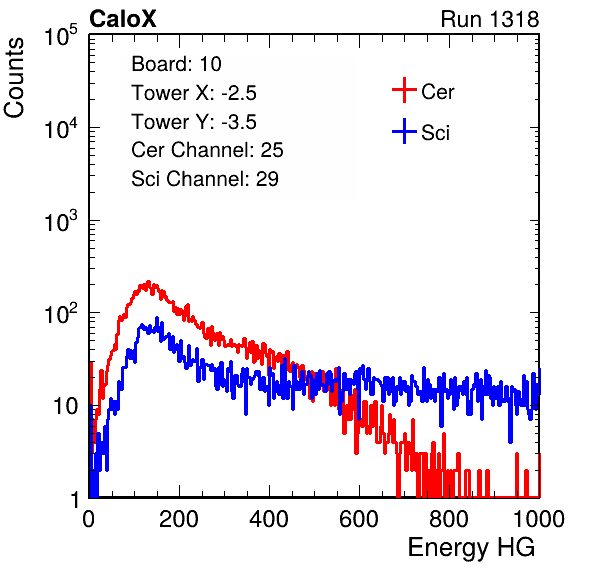 CaloX Run 1318
Counts
Board: 10
Tower X: -2.5
Tower Y: -3.5
Cer Channel: 25
Sci Channel: 29
Cer
Sci
10^5
10^4
10^3
10^2
10
1
0 200 400 600 800 1000
Energy HG